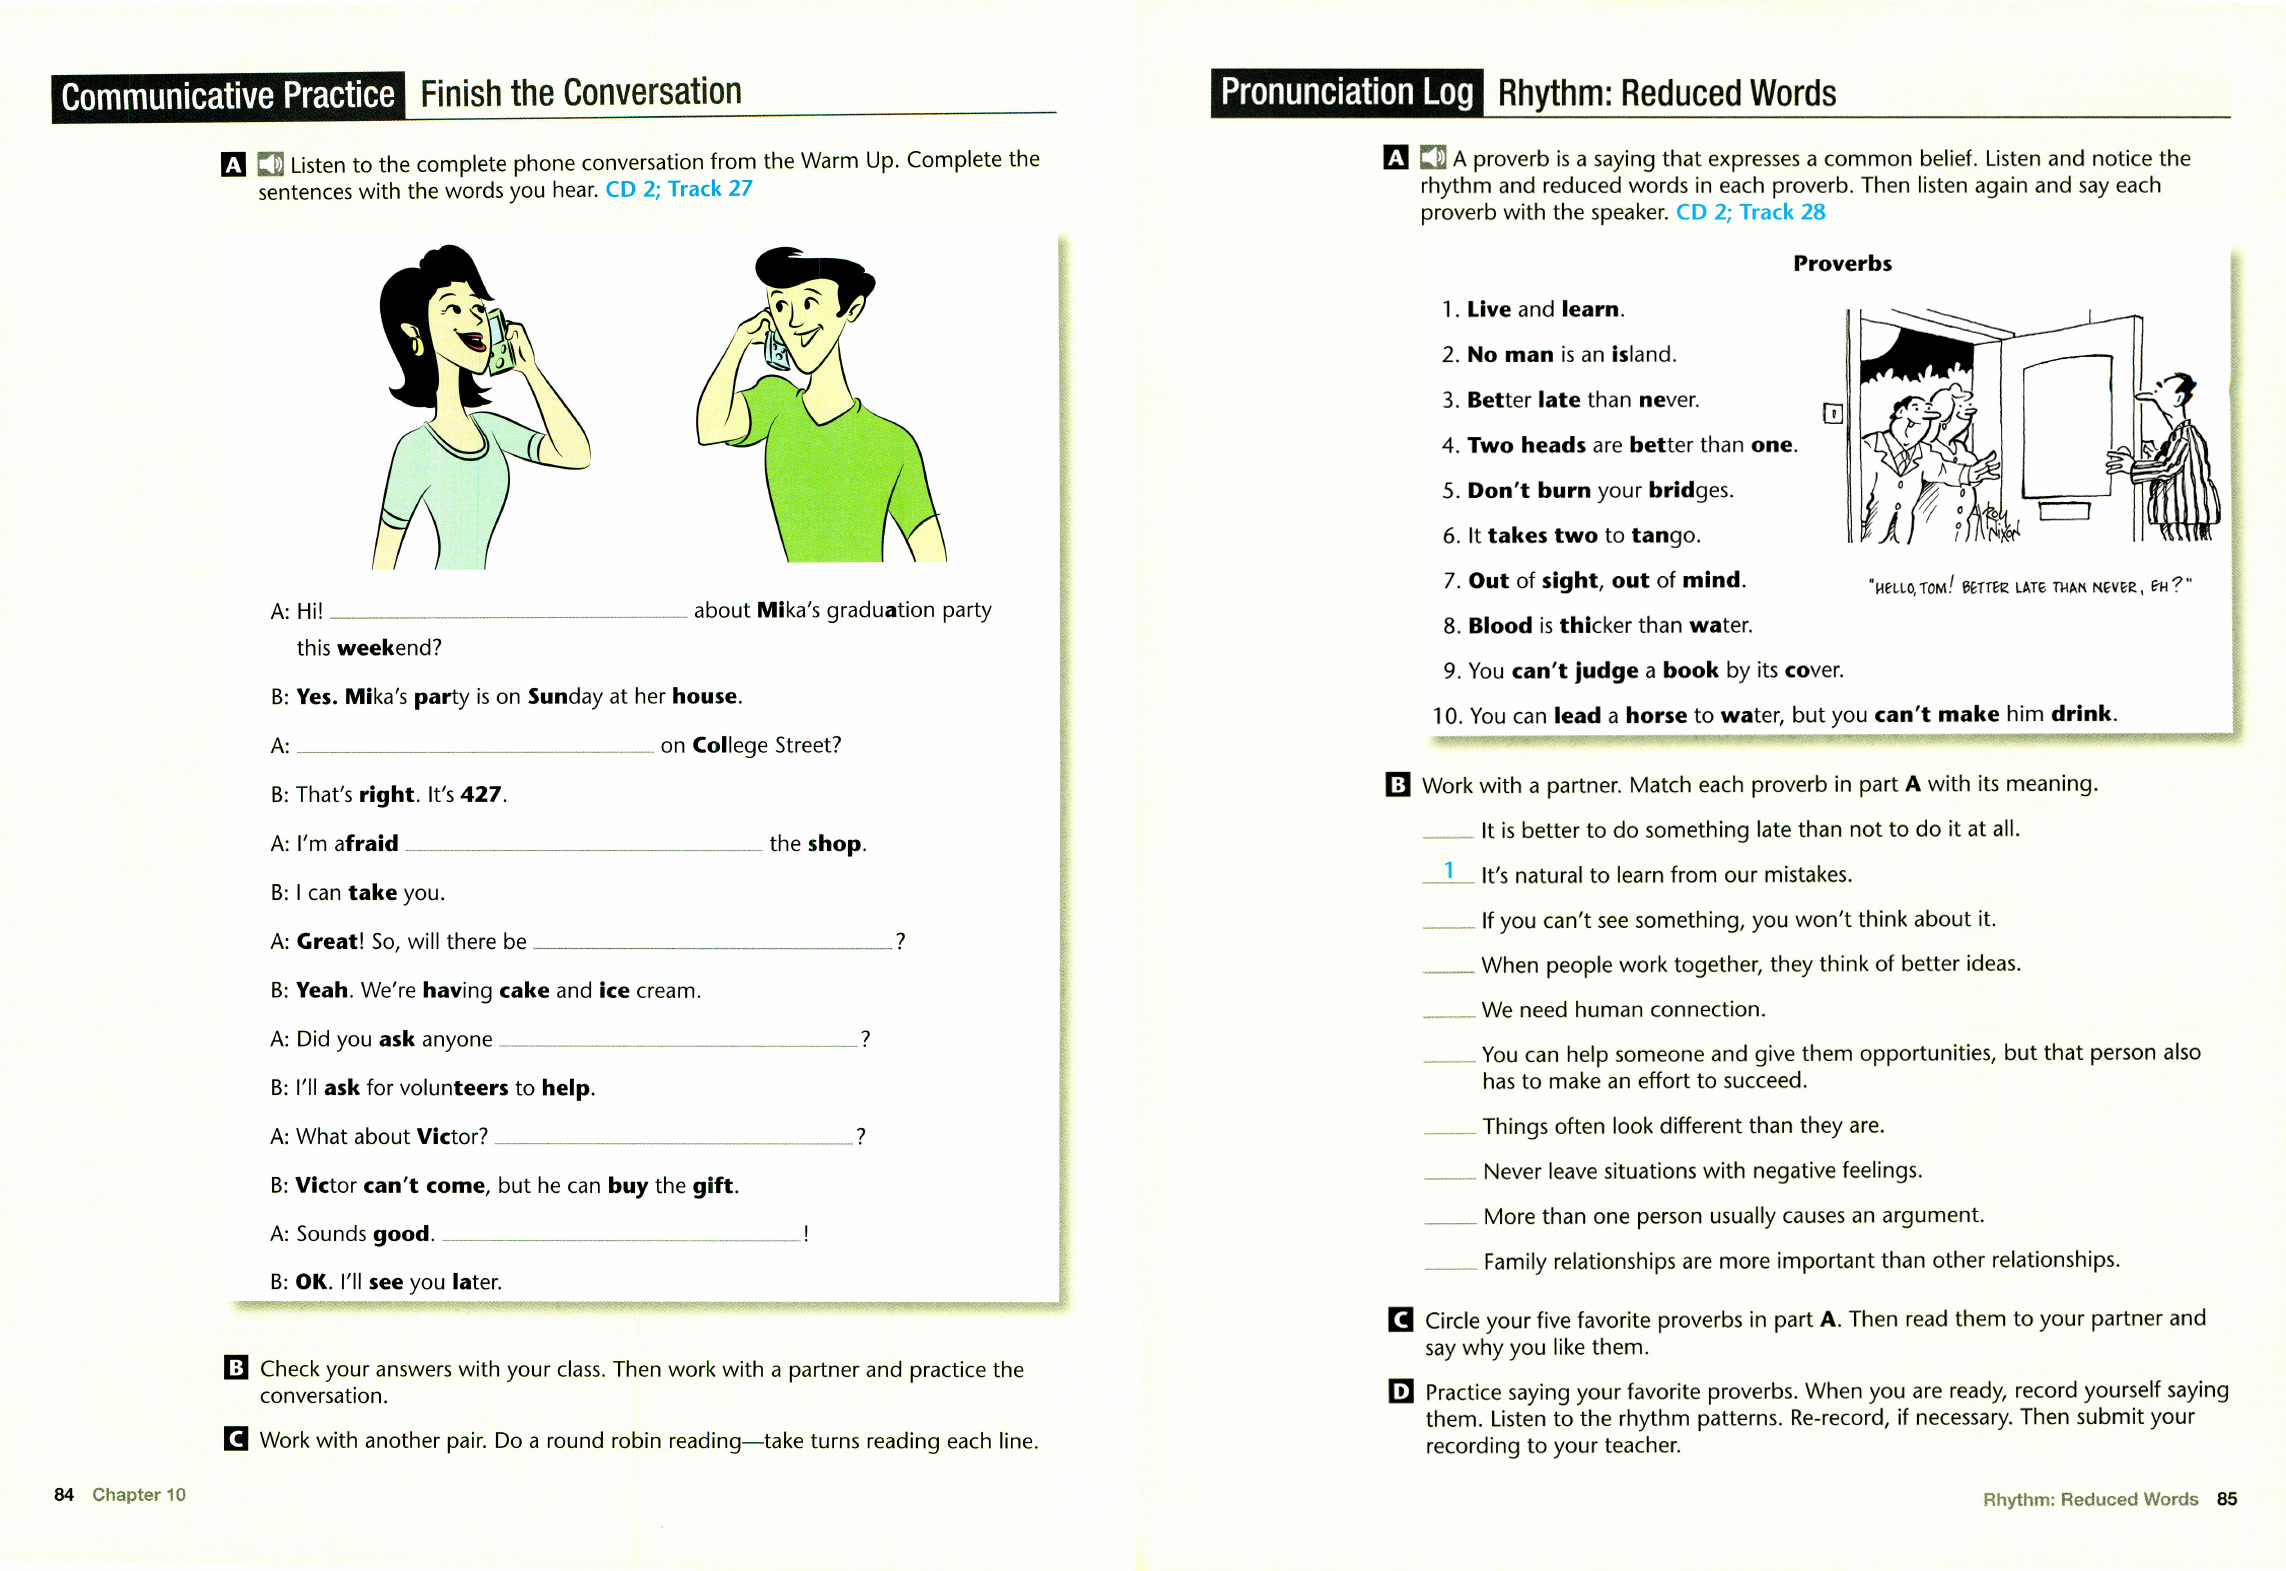 Communicative Practice Finish the Conversation
A Listen to the complete phone conversation from the Warm Up. Complete the
sentences with the words you hear. CD 2; Track 27
A: Hi! ____ about Mika's graduation party
this weekend?
B: Yes. Mika's party is on Sunday at her house.
A: ____ on College Street?
B: That's right. It's 427.
A: I'm afraid ____ the shop.
B: I can take you.
A: Great! So, will there be ____ ?
B: Yeah. We're having cake and ice cream.
A: Did you ask anyone ____ ?
B: I'll ask for volunteers to help.
A: What about Victor? ____ ?
B: Victor can't come, but he can buy the gift.
A: Sounds good. ____ !
B: OK. I'll see you later.
B Check your answers with your class. Then work with a partner and practice the
conversation.
C Work with another pair. Do a round robin reading—take turns reading each line.
84 Chapter 10
Pronunciation Log Rhythm: Reduced Words
A A proverb is a saying that expresses a common belief. Listen and notice the
rhythm and reduced words in each proverb. Then listen again and say each
proverb with the speaker. CD 2; Track 28
Proverbs
1. Live and learn.
2. No man is an island.
3. Better late than never.
4. Two heads are better than one.
5. Don't burn your bridges.
6. It takes two to tango.
7. Out of sight, out of mind.
8. Blood is thicker than water.
9. You can't judge a book by its cover.
10. You can lead a horse to water, but you can't make him drink.
Roy
Nixon
"HELLO, TOM! BETTER LATE THAN NEVER, EH?"
B Work with a partner. Match each proverb in part A with its meaning.
____ It is better to do something late than not to do it at all.
1 It's natural to learn from our mistakes.
____ If you can't see something, you won't think about it.
____ When people work together, they think of better ideas.
____ We need human connection.
____ You can help someone and give them opportunities, but that person also
has to make an effort to succeed.
____ Things often look different than they are.
____ Never leave situations with negative feelings.
____ More than one person usually causes an argument.
____ Family relationships are more important than other relationships.
C Circle your five favorite proverbs in part A. Then read them to your partner and
say why you like them.
D Practice saying your favorite proverbs. When you are ready, record yourself saying
them. Listen to the rhythm patterns. Re-record, if necessary. Then submit your
recording to your teacher.
Rhythm: Reduced Words 85